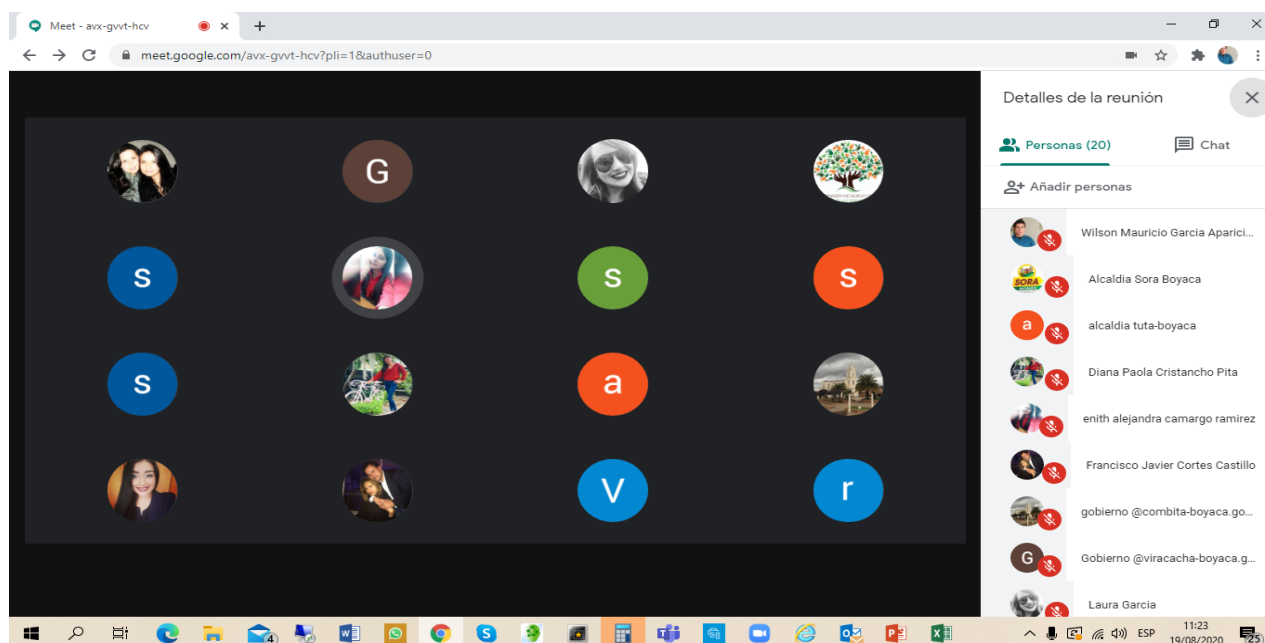 Meet - avx-gvvt-hcv
meet.google.com/avx-gvvt-hcv?pli=1&authuser=0
Detalles de la reunión
Personas (20)
Chat
Añadir personas
G
s
s
s
s
a
V
r
Wilson Mauricio Garcia Aparici...
SORA
Alcaldia Sora Boyaca
a
alcaldia tuta-boyaca
Diana Paola Cristancho Pita
enith alejandra camargo ramirez
Francisco Javier Cortes Castillo
gobierno @combita-boyaca.go...
G
Gobierno @viracacha-boyaca.g...
Laura Garcia
4
ESP
11:23
19/08/2020
25